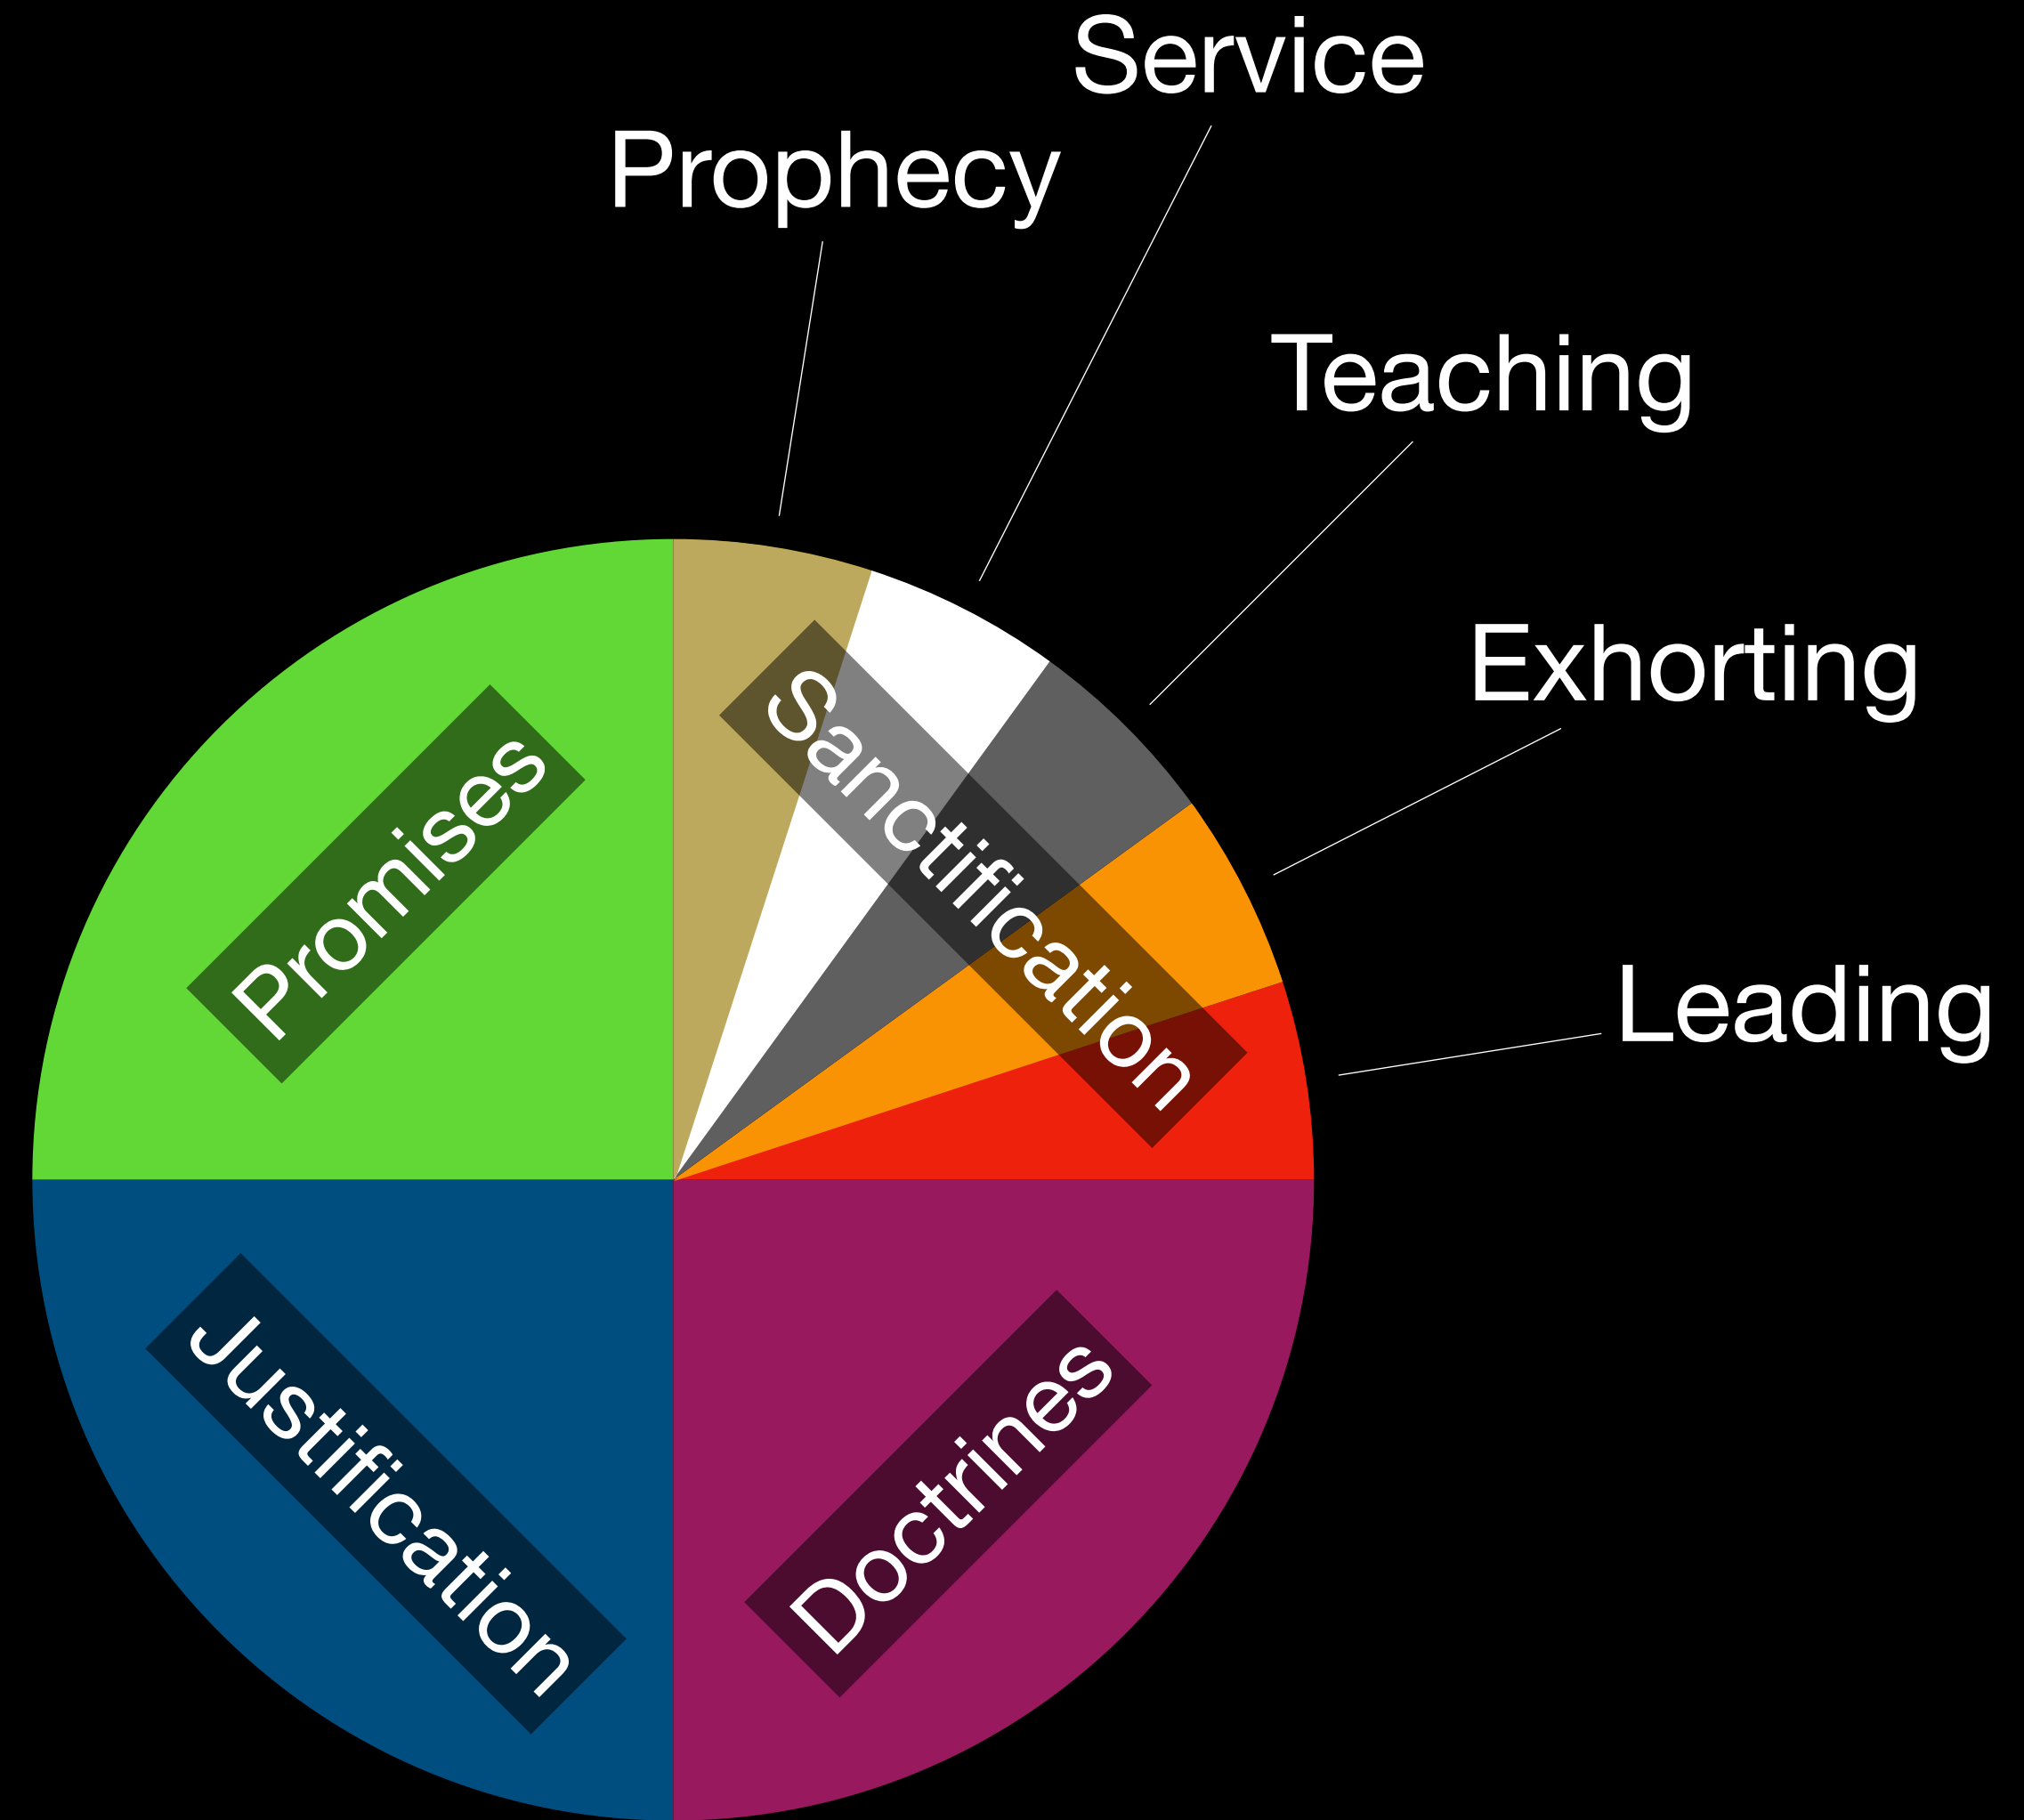 Service
Prophecy
Teaching
Exhorting
Leading
Promises
Sanctification
Justification
Doctrines